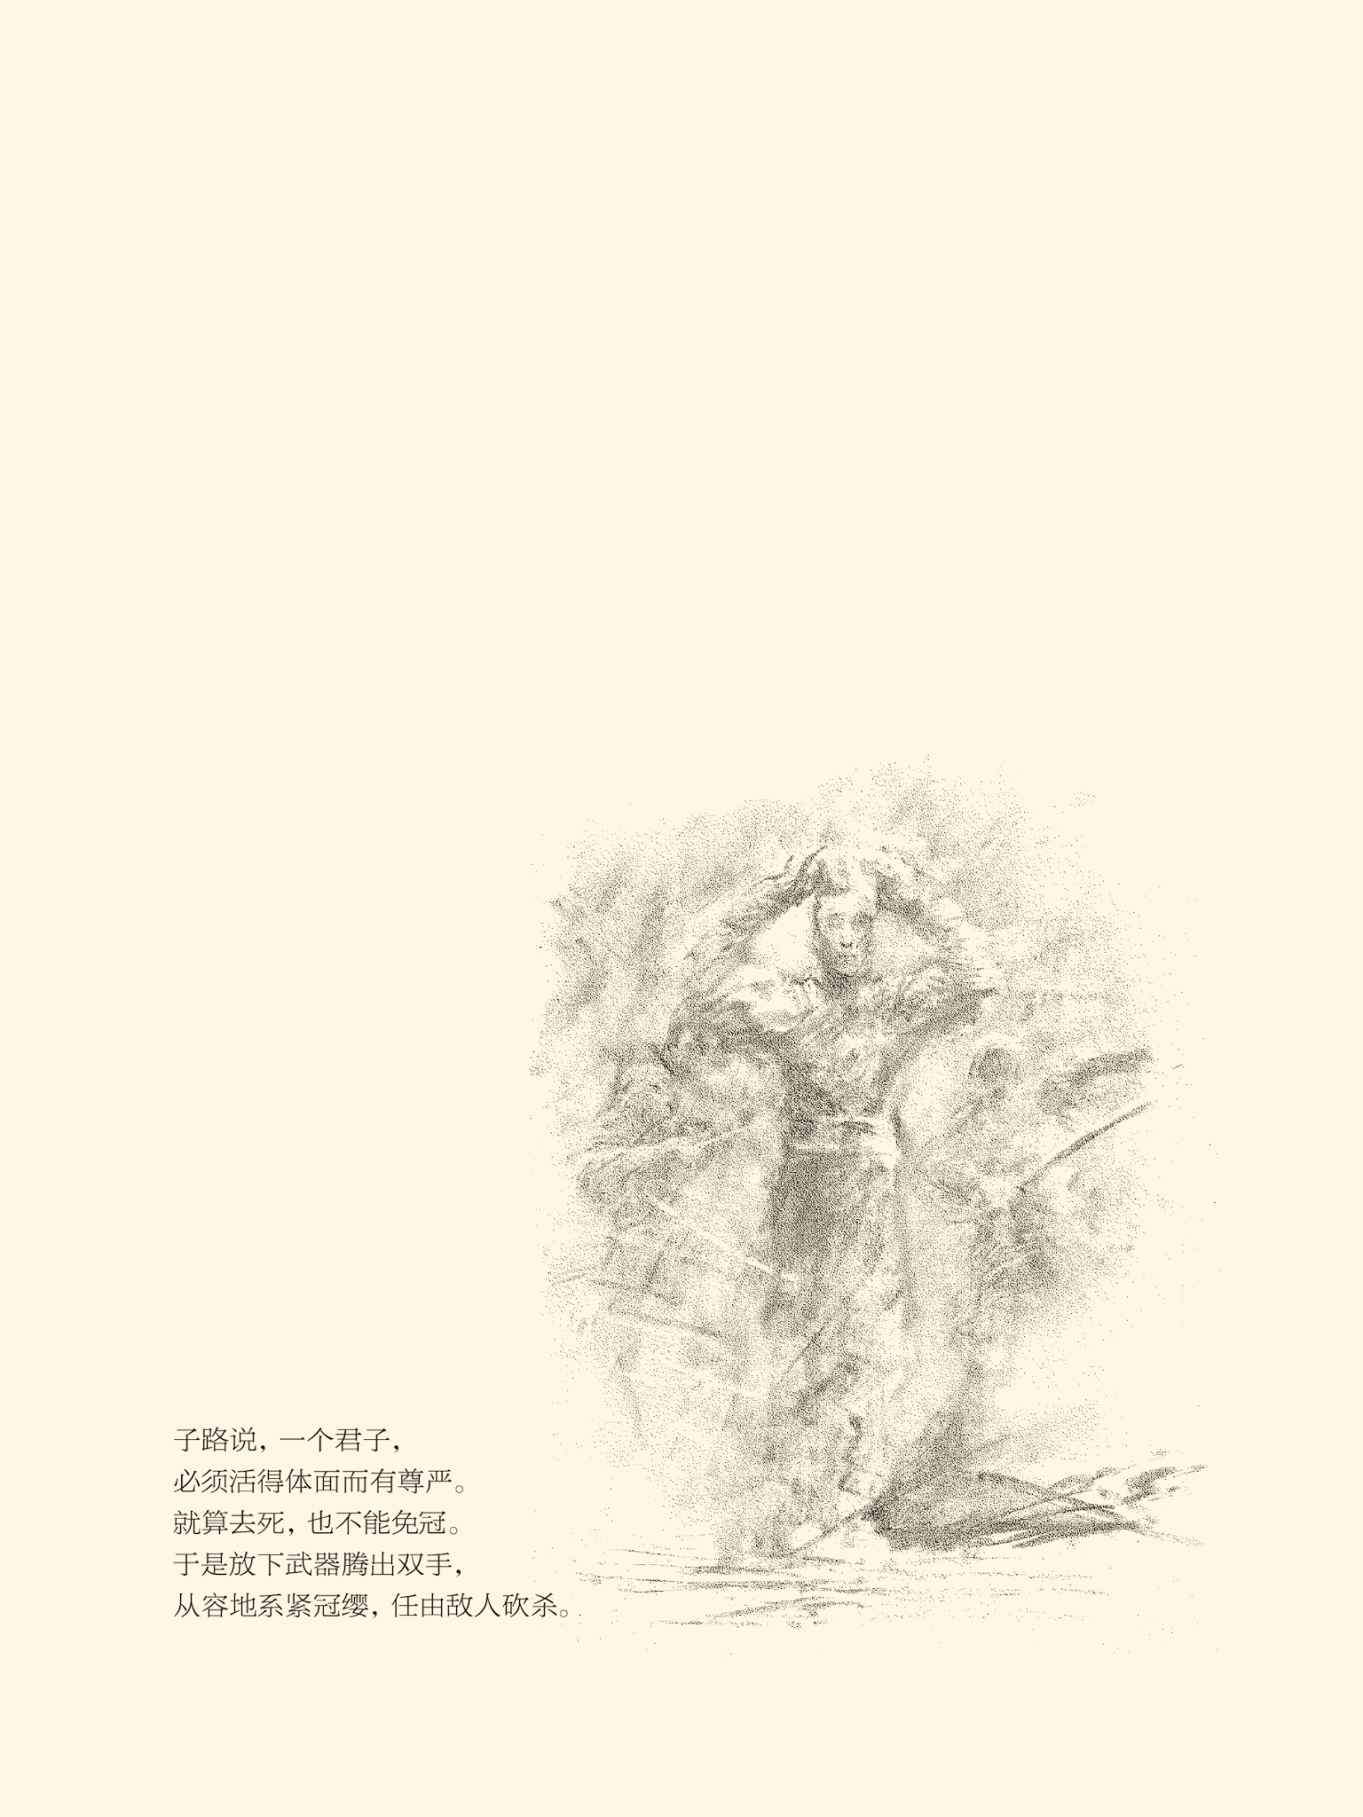 子路说，一个君子，
必须活得体面而有尊严。
就算去死，也不能免冠。
于是放下武器腾出双手，
从容地系紧冠缨，任由敌人砍杀。